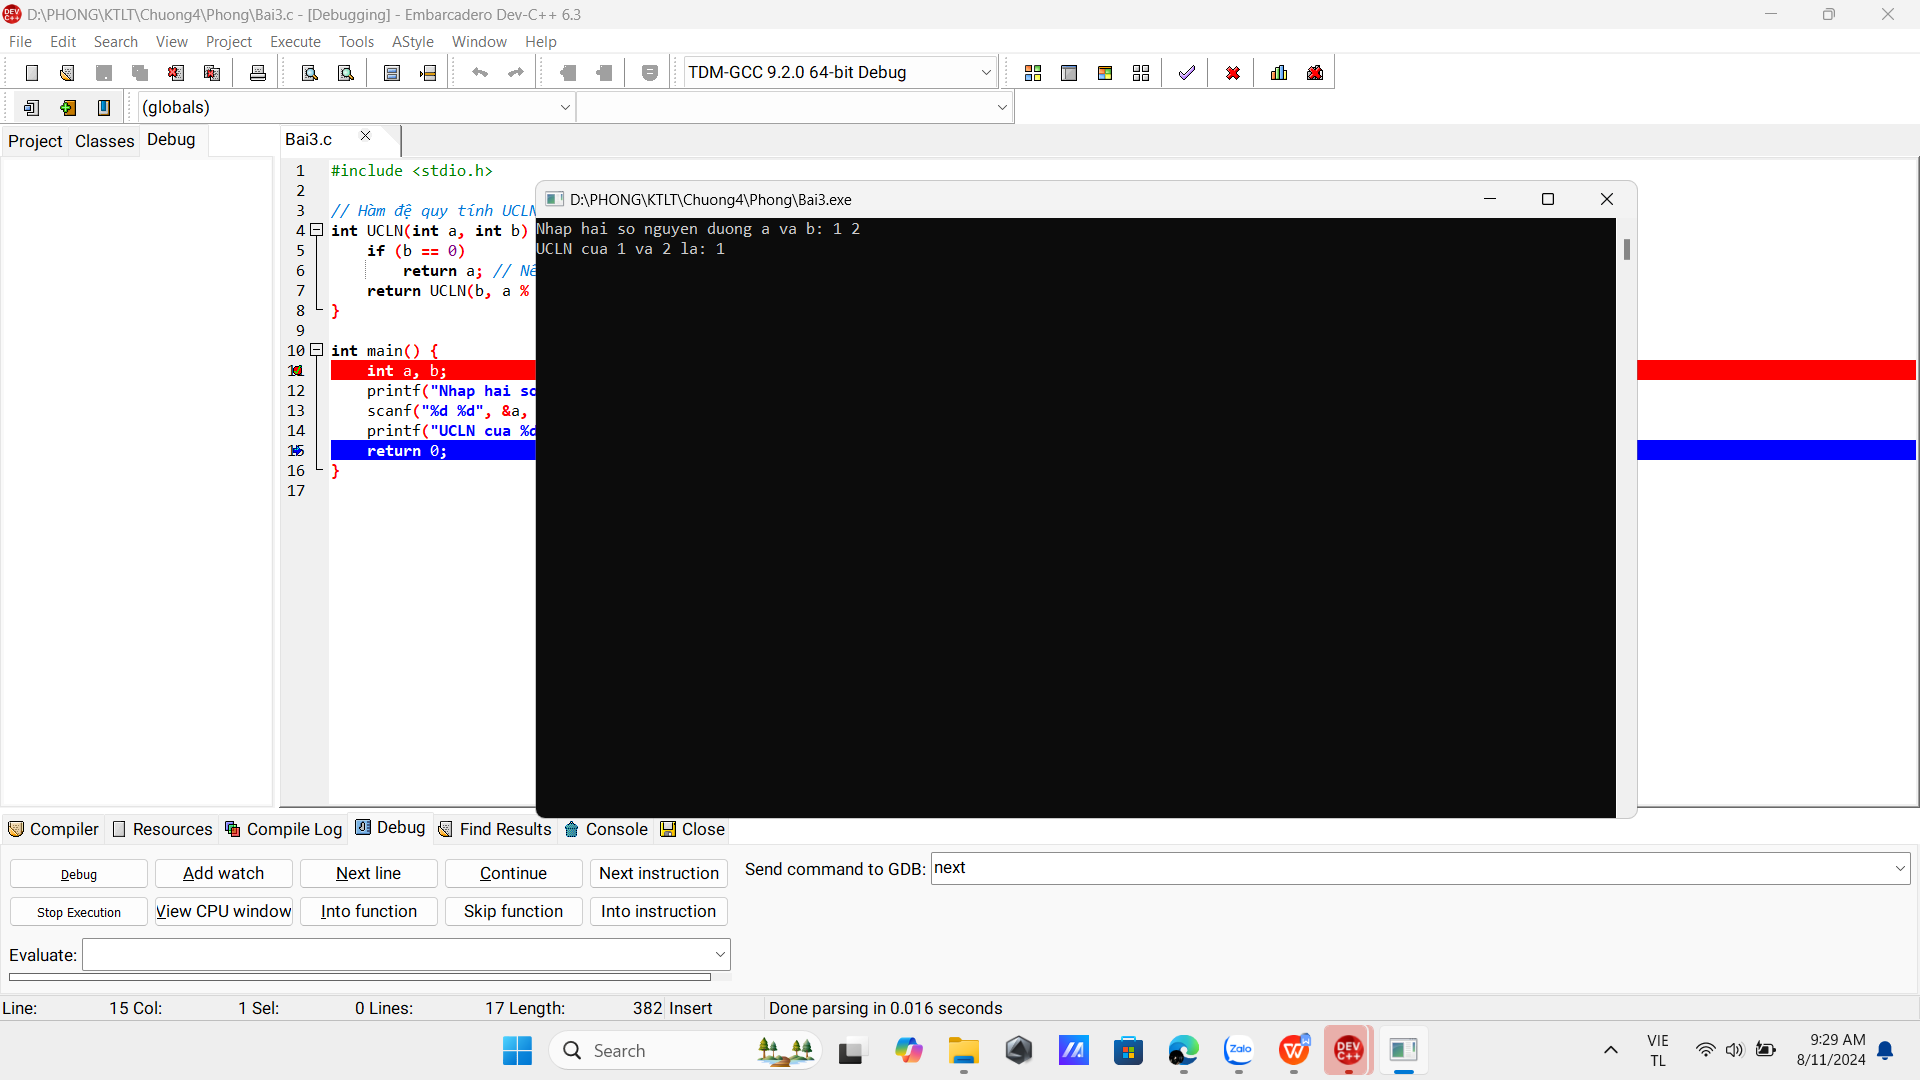 D:\PHONG\KTLT\Chuong4\Phong\Bai3.c - [Debugging] - Embarcadero Dev-C++ 6.3
File Edit Search View Project Execute Tools AStyle Window Help
TDM-GCC 9.2.0 64-bit Debug
(globals)
Project Classes Debug
Bai3.c
1 #include <stdio.h>
2
3 // Hàm đệ quy tính UCLN
4 int UCLN(int a, int b)
5 if (b == 0)
6 return a; //
7 return UCLN(b, a %
8 }
9
10 int main() {
11 int a, b;
12 printf("Nhap hai so
13 scanf("%d %d", &a,
14 printf("UCLN cua %d
15 return 0;
16 }
17
D:\PHONG\KTLT\Chuong4\Phong\Bai3.exe
Nhap hai so nguyen duong a va b: 1 2
UCLN cua 1 va 2 la: 1
Compiler Resources Compile Log Debug Find Results Console Close
Debug Add watch Next line Continue Next instruction
Send command to GDB: next
Stop Execution View CPU window Into function Skip function Into instruction
Evaluate:
Line: 15 Col: 1 Sel: 0 Lines: 17 Length: 382 Insert Done parsing in 0.016 seconds
Search
Zalo
DEV C++
VIE
TL
9:29 AM
8/11/2024